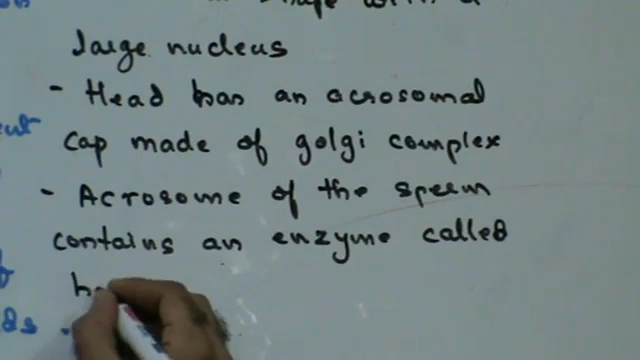 large nucleus
- Head has an acrosomal
cap made of golgi complex
- Acrosome of the sperm
contains an enzyme called